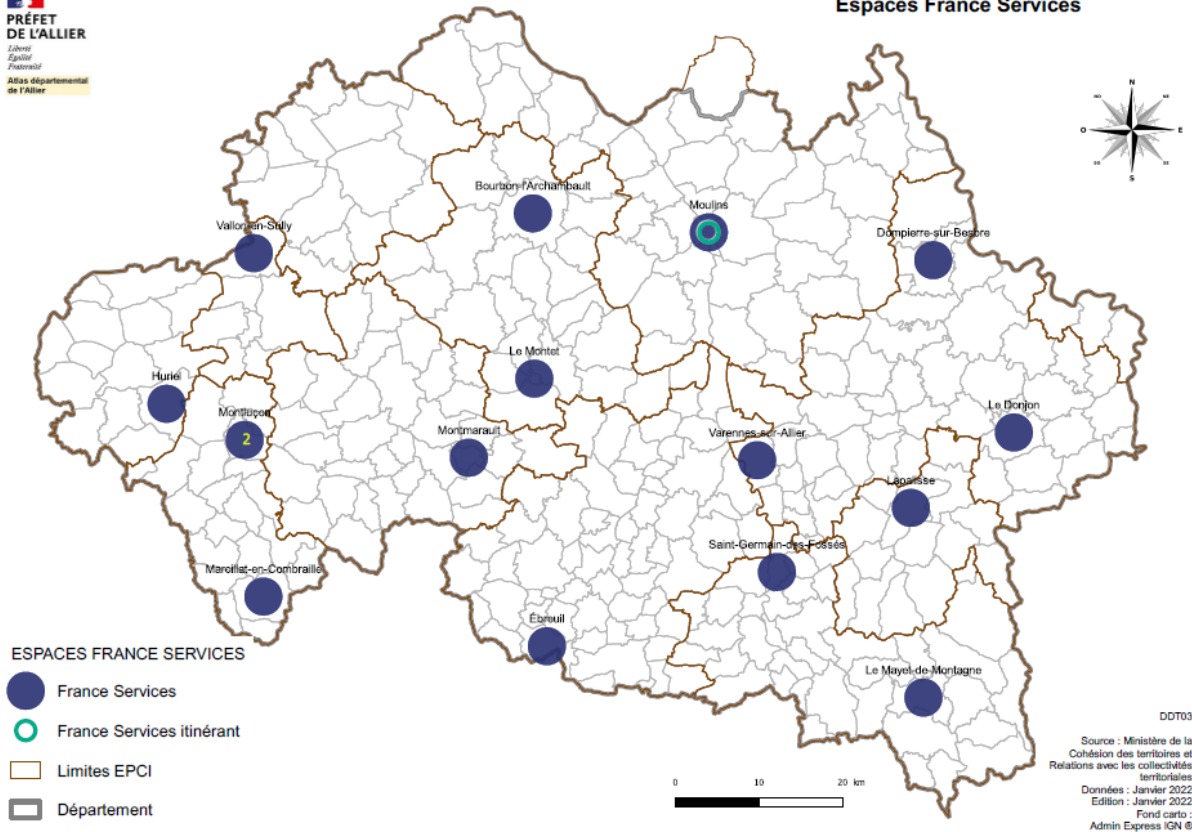 Espaces France Services
PRÉFET
DE L'ALLIER
Liberté
Égalité
Fraternité
Atlas départemental
de l'Allier
N
NO
NE
O
E
SO
SE
S
Bourbon-l'Archambault
Moulins
Vallon-en-Sully
Dompierre-sur-Besbre
Le Montet
Huriel
Montluçon
2
Montmarault
Varennes-sur-Allier
Le Donjon
Lapalisse
Saint-Germain-des-Fossés
Marcillat-en-Combraille
Ébreuil
Le Mayet-de-Montagne
ESPACES FRANCE SERVICES
France Services
France Services itinérant
Limites EPCI
Département
0 10 20 km
DDT03
Source : Ministère de la
Cohésion des territoires et
Relations avec les collectivités
territoriales
Données : Janvier 2022
Edition : Janvier 2022
Fond carto :
Admin Express IGN ®